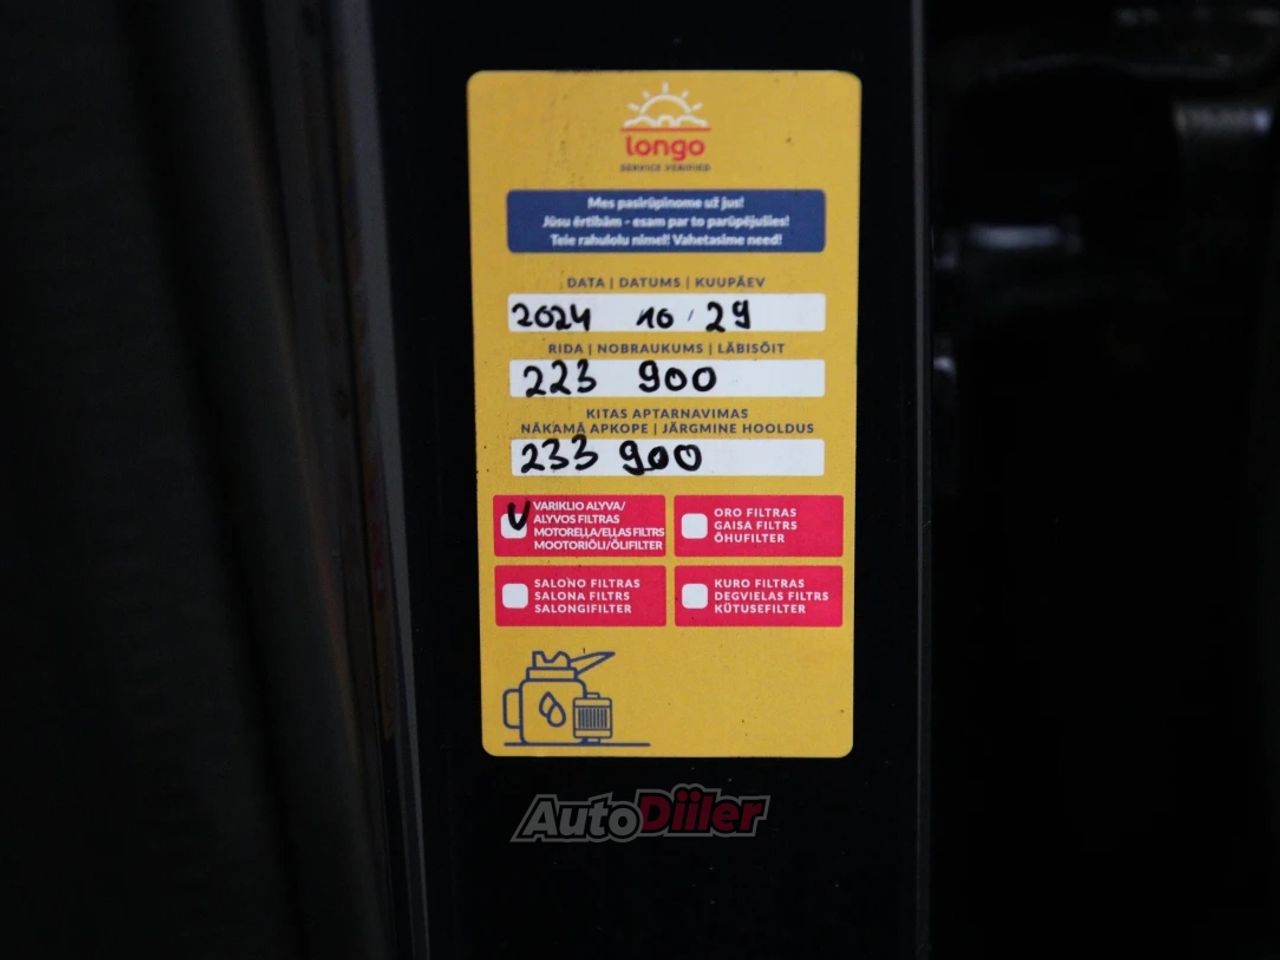 longo
SERVICE VERIFIED
Mes pasirūpinome už jus!
Jūsu ērtībām - esam par to parūpējušies!
Teie rahulolu nimel! Vahetasime need!
DATA | DATUMS | KUUPÄEV
2024 10 29
RIDA | NOBRAUKUMS | LÄBISÕIT
223 900
KITAS APTARNAVIMAS
NĀKAMĀ APKOPE | JÄRGMINE HOOLDUS
233 900
V
VARIKLIO ALYVA/
ALYVOS FILTRAS
MOTOREĻĻA/EĻĻAS FILTRS
MOOTORIÕLI/ÕLIFILTER
ORO FILTRAS
GAISA FILTRS
ÕHUFILTER
SALONO FILTRAS
SALONA FILTRS
SALONGIFILTER
KURO FILTRAS
DEGVIELAS FILTRS
KÜTUSEFILTER
AutoDiiler